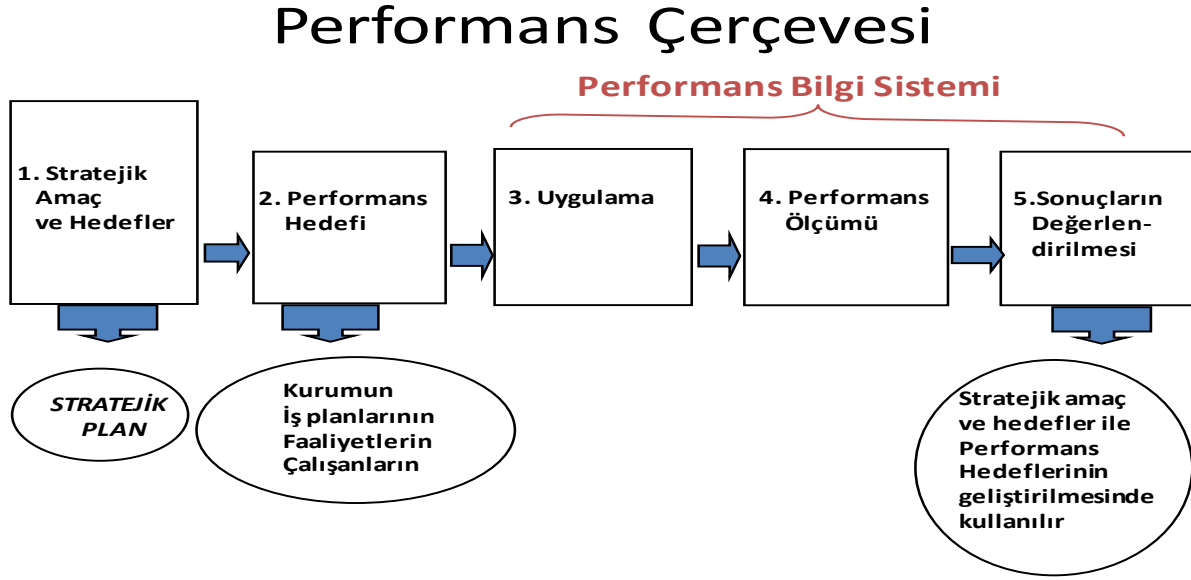 Performans Çerçevesi
Performans Bilgi Sistemi
1. Stratejik
Amaç
ve Hedefler
2. Performans
Hedefi
3. Uygulama
4. Performans
Ölçümü
5.Sonuçların
Değerlen-
dirilmesi
STRATEJİK
PLAN
Kurumun
İş planlarının
Faaliyetlerin
Çalışanların
Stratejik amaç
ve hedefler ile
Performans
Hedeflerinin
geliştirilmesinde
kullanılır